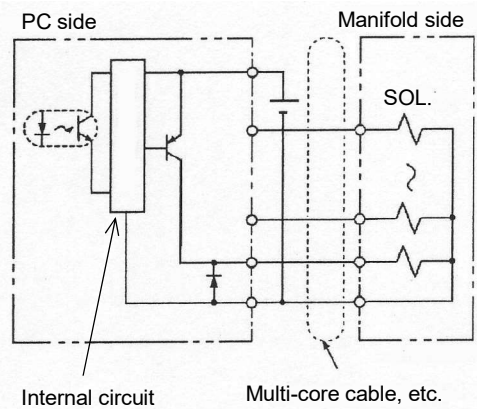 PC side
Manifold side
SOL.
Internal circuit
Multi-core cable, etc.